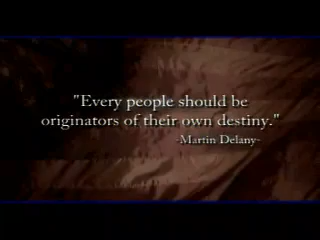 "Every people should be
originators of their own destiny."
-Martin Delany-